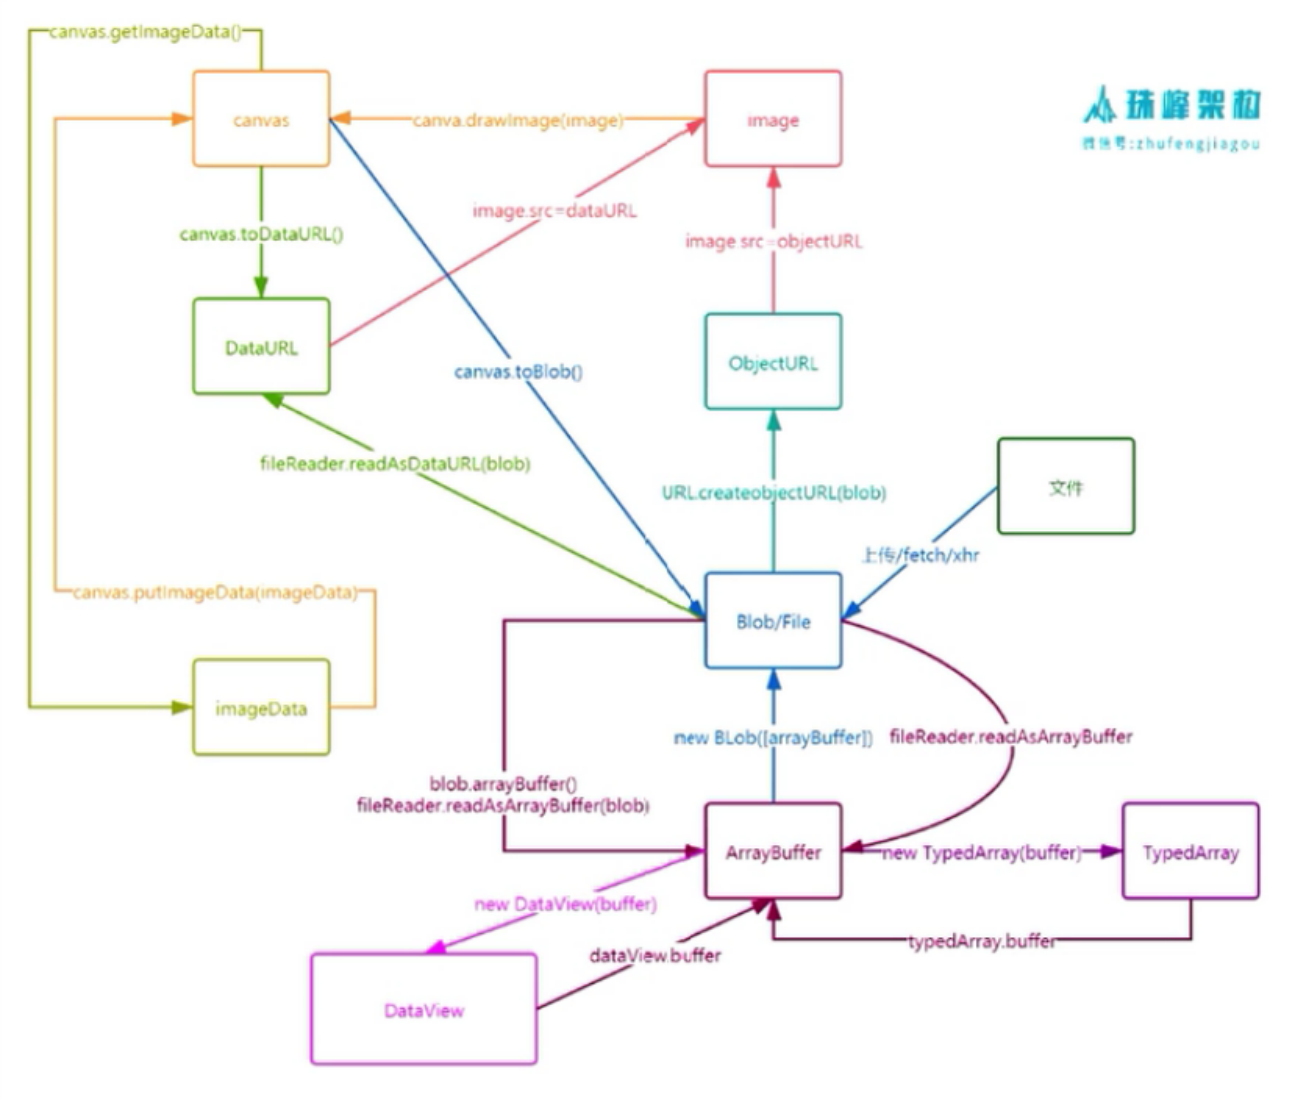 canvas.getImageData()
canvas
canva.drawImage(image)
image
珠峰架构
微信号:zhufengjiagou
image.src=dataURL
canvas.toDataURL()
image src=objectURL
DataURL
ObjectURL
canvas.toBlob()
fileReader.readAsDataURL(blob)
URL.createobjectURL(blob)
文件
上传/fetch/xhr
canvas.putImageData(imageData)
Blob/File
imageData
new BLob([arrayBuffer])
fileReader.readAsArrayBuffer
blob.arrayBuffer()
fileReader.readAsArrayBuffer(blob)
ArrayBuffer
new TypedArray(buffer)
TypedArray
new DataView(buffer)
typedArray.buffer
dataView.buffer
DataView